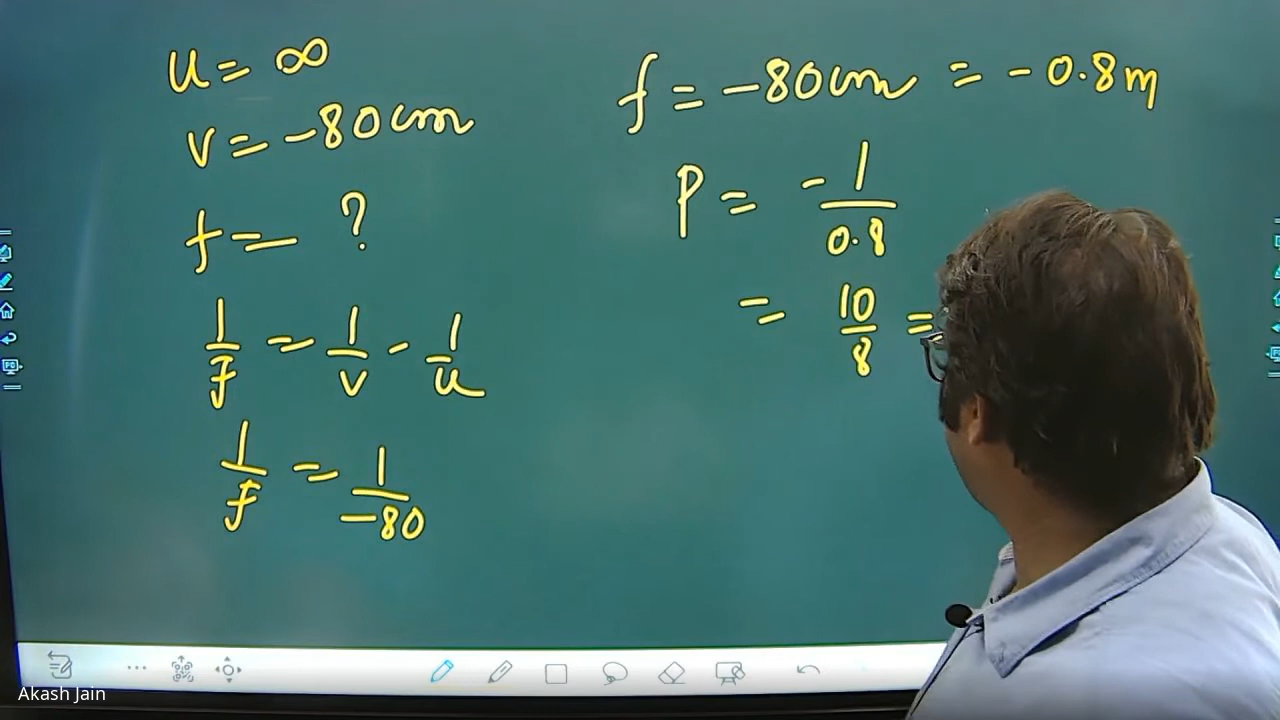 u = ∞
v = -80 cm
f = ?
1/f = 1/v - 1/u
1/f = 1/-80
f = -80 cm = -0.8 m
P = -1/0.8
= 10/8 =
Akash Jain